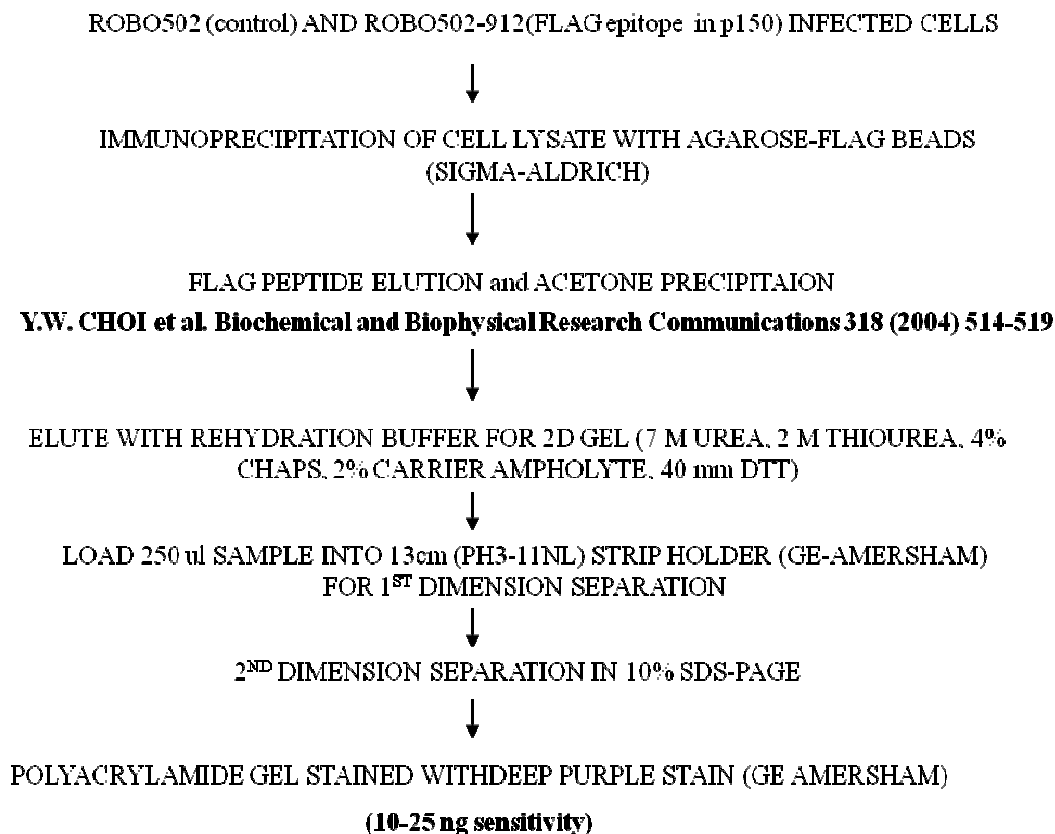 ROBO502 (control) AND ROBO502-912(FLAG epitope in p150) INFECTED CELLS
IMMUNOPRECIPITATION OF CELL LYSATE WITH AGAROSE-FLAG BEADS
(SIGMA-ALDRICH)
FLAG PEPTIDE ELUTION and ACETONE PRECIPITAION
Y.W. CHOI et al. Biochemical and Biophysical Research Communications 318 (2004) 514-519
ELUTE WITH REHYDRATION BUFFER FOR 2D GEL (7 M UREA, 2 M THIOUREA, 4%
CHAPS, 2% CARRIER AMPHOLYTE, 40 mm DTT)
LOAD 250 ul SAMPLE INTO 13cm (PH3-11NL) STRIP HOLDER (GE-AMERSHAM)
FOR 1ST DIMENSION SEPARATION
2ND DIMENSION SEPARATION IN 10% SDS-PAGE
POLYACRYLAMIDE GEL STAINED WITHDEEP PURPLE STAIN (GE AMERSHAM)
(10-25 ng sensitivity)